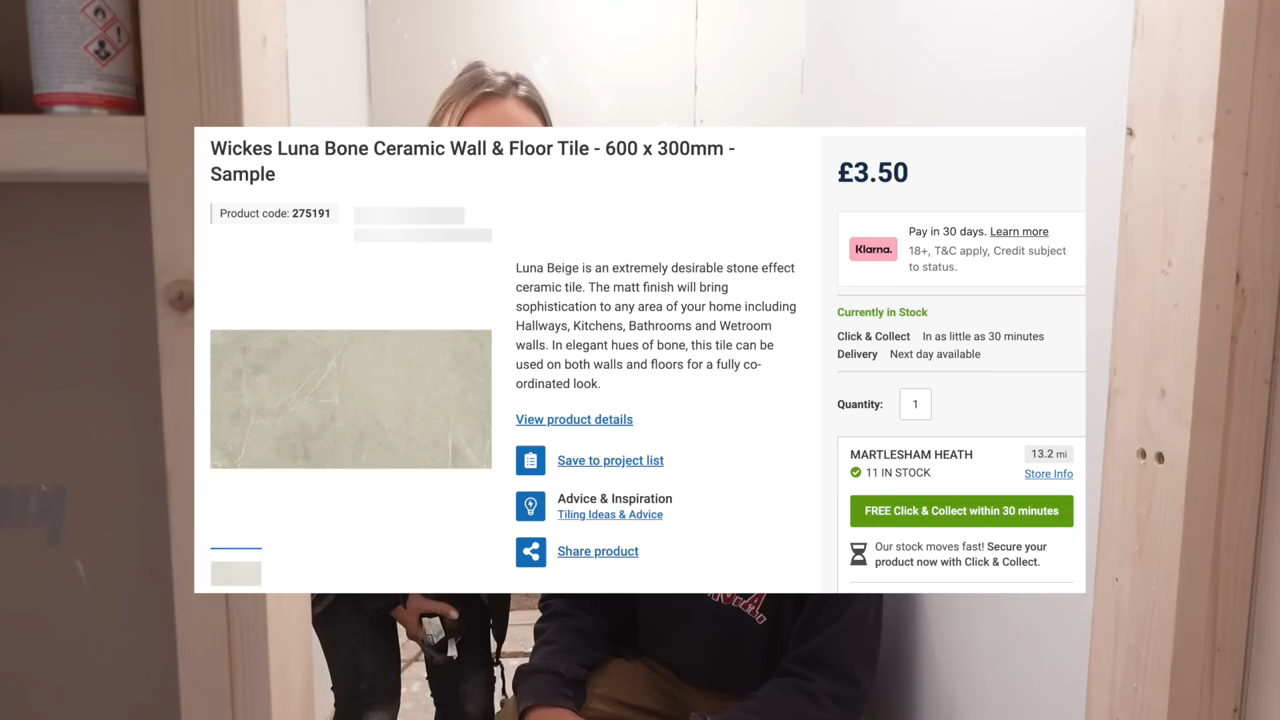 Wickes Luna Bone Ceramic Wall & Floor Tile - 600 x 300mm -
Sample
Product code: 275191
Luna Beige is an extremely desirable stone effect
ceramic tile. The matt finish will bring
sophistication to any area of your home including
Hallways, Kitchens, Bathrooms and Wetroom
walls. In elegant hues of bone, this tile can be
used on both walls and floors for a fully co-
ordinated look.
View product details
Save to project list
Advice & Inspiration
Tiling Ideas & Advice
Share product
£3.50
Klarna.
Pay in 30 days. Learn more
18+, T&C apply, Credit subject
to status.
Currently in Stock
Click & Collect In as little as 30 minutes
Delivery Next day available
Quantity: 1
MARTLESHAM HEATH 13.2 mi
11 IN STOCK Store Info
FREE Click & Collect within 30 minutes
Our stock moves fast! Secure your
product now with Click & Collect.